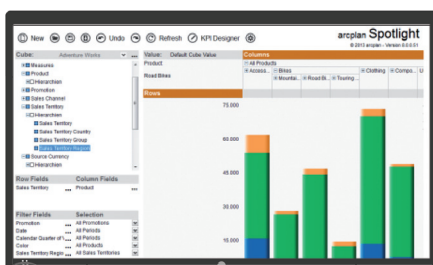 New Undo Refresh KPI Designer
arcplan Spotlight
© 2013 arcplan - Version 8.0.0.51
Cube: Adventure Works
Value: Default Cube Value
Columns
Measures
Product
Hierarchien
Promotion
Sales Channel
Sales Territory
Hierarchien
Sales Territory
Sales Territory Country
Sales Territory Group
Sales Territory Region
Source Currency
Hierarchien
Product
Road Bikes
All Products
Access... Bikes Clothing Compo...
Mountai... Road Bi... Touring ...
Rows
75.000
60.000
45.000
30.000
15.000
Row Fields Column Fields
Sales Territory ... Product ...
Filter Fields Selection
Promotion ... All Promotions
Date ... All Periods
Calendar Quarter of Y... All Periods
Color ... All Products
Sales Territory Regio... All Sales Territories